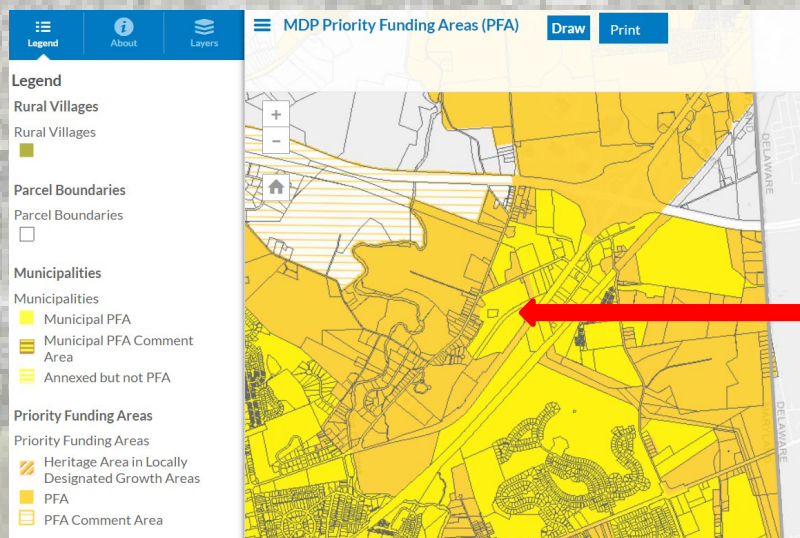 Legend
About
Layers
MDP Priority Funding Areas (PFA)
Draw
Print
Legend
Rural Villages
Rural Villages
Parcel Boundaries
Parcel Boundaries
Municipalities
Municipalities
Municipal PFA
Municipal PFA Comment
Area
Annexed but not PFA
Priority Funding Areas
Priority Funding Areas
Heritage Area in Locally
Designated Growth Areas
PFA
PFA Comment Area
+
−
DELAWARE
DELAWARE